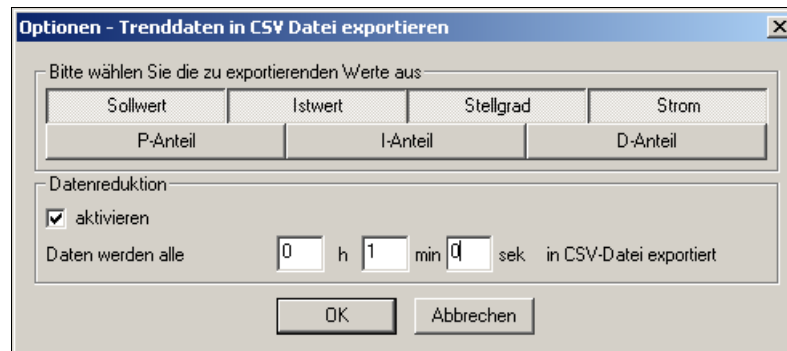 Optionen - Trenddaten in CSV Datei exportieren
Bitte wählen Sie die zu exportierenden Werte aus
Sollwert Istwert Stellgrad Strom
P-Anteil I-Anteil D-Anteil
Datenreduktion
aktivieren
Daten werden alle 0 h 1 min 0 sek in CSV-Datei exportiert
OK Abbrechen